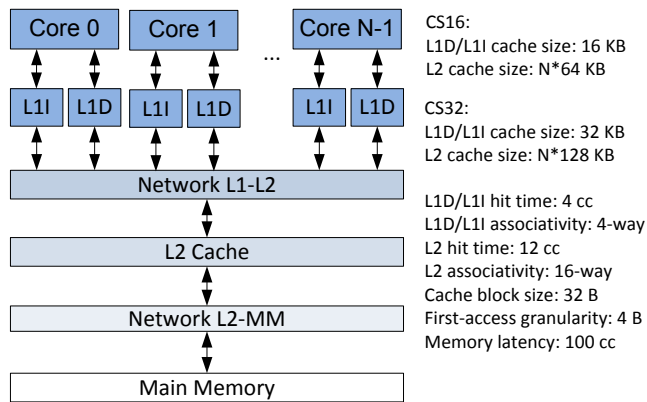 Core 0
Core 1
...
Core N-1
L1I
L1D
L1I
L1D
L1I
L1D
Network L1-L2
L2 Cache
Network L2-MM
Main Memory
CS16:
L1D/L1I cache size: 16 KB
L2 cache size: N*64 KB
CS32:
L1D/L1I cache size: 32 KB
L2 cache size: N*128 KB
L1D/L1I hit time: 4 cc
L1D/L1I associativity: 4-way
L2 hit time: 12 cc
L2 associativity: 16-way
Cache block size: 32 B
First-access granularity: 4 B
Memory latency: 100 cc